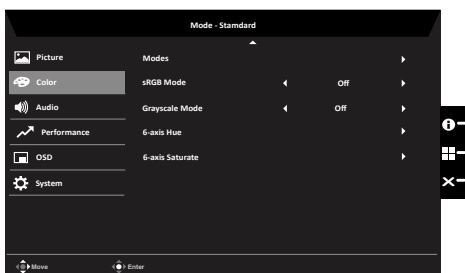 Mode - Standard
Picture
Modes
Color
sRGB Mode Off
Audio
Grayscale Mode Off
Performance
6-axis Hue
OSD
6-axis Saturate
System
Move Enter